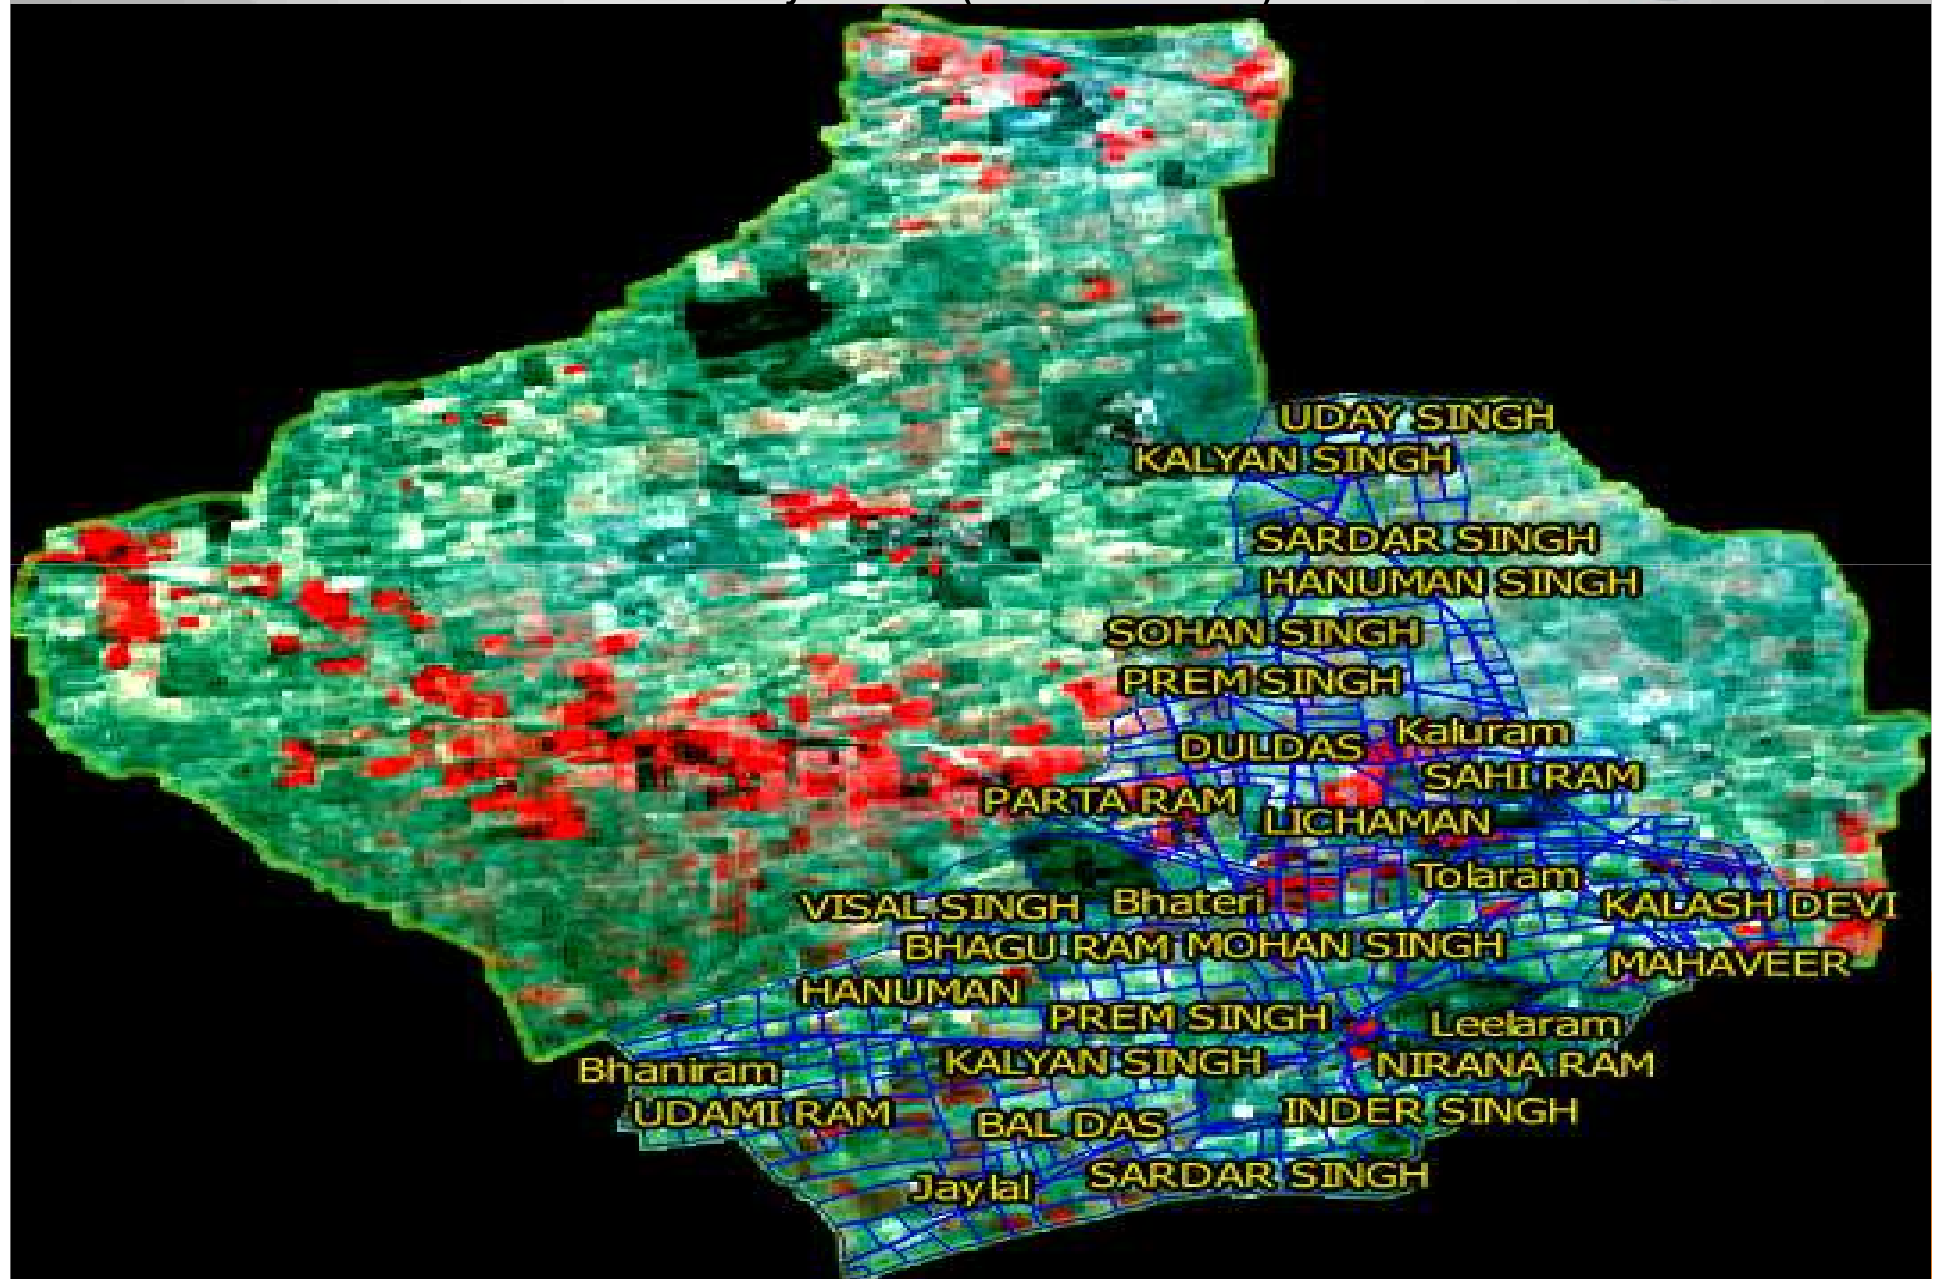 UDAY SINGH
KALYAN SINGH
SARDAR SINGH
HANUMAN SINGH
SOHAN SINGH
PREM SINGH
Kaluram
DULDAS
SAHI RAM
PARTA RAM
LICHAMAN
Tolaram
VISAL SINGH Bhateri KALASH DEVI
BHAGU RAM MOHAN SINGH
MAHAVEER
HANUMAN
PREM SINGH Leelaram
KALYAN SINGH NIRANA RAM
Bhaniram
UDAMI RAM BAL DAS INDER SINGH
Jaylal SARDAR SINGH